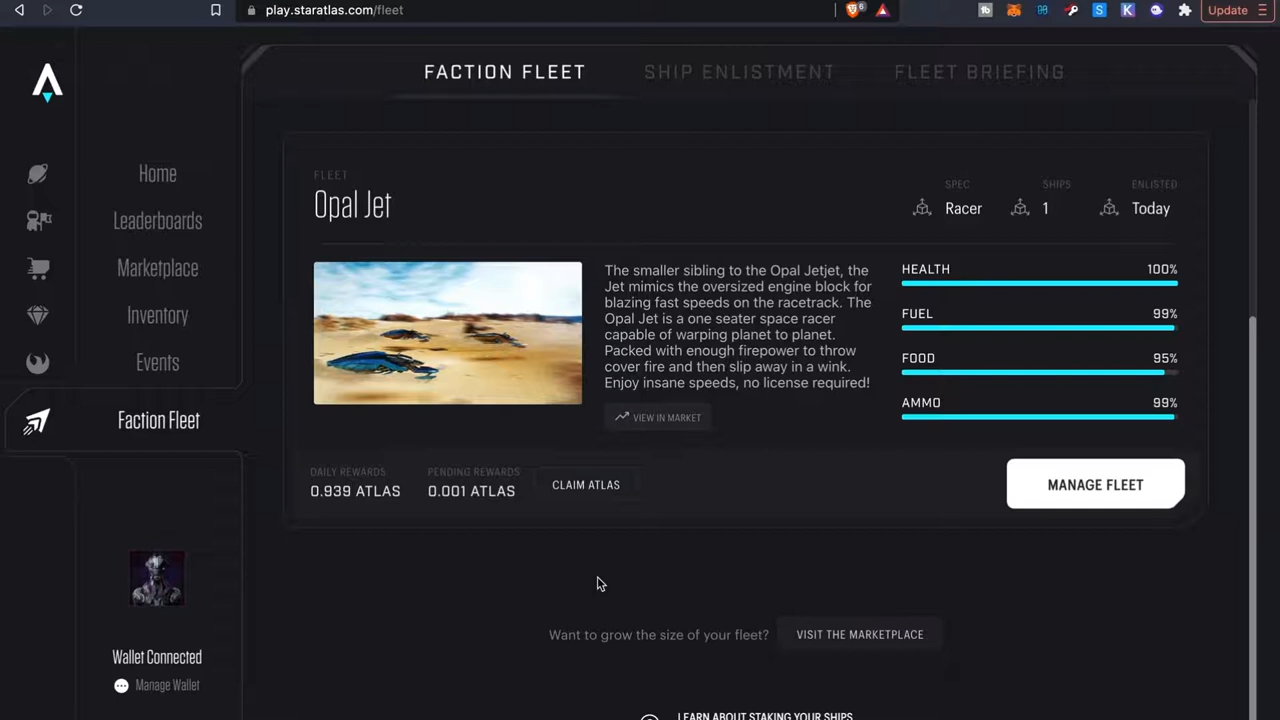 play.staratlas.com/fleet
6
Update
FACTION FLEET
SHIP ENLISTMENT
FLEET BRIEFING
Home
Leaderboards
Marketplace
Inventory
Events
Faction Fleet
Wallet Connected
Manage Wallet
FLEET
Opal Jet
SPEC
Racer
SHIPS
1
ENLISTED
Today
The smaller sibling to the Opal Jetjet, the
Jet mimics the oversized engine block for
blazing fast speeds on the racetrack. The
Opal Jet is a one seater space racer
capable of warping planet to planet.
Packed with enough firepower to throw
cover fire and then slip away in a wink.
Enjoy insane speeds, no license required!
VIEW IN MARKET
HEALTH 100%
FUEL 99%
FOOD 95%
AMMO 99%
DAILY REWARDS
0.939 ATLAS
PENDING REWARDS
0.001 ATLAS
CLAIM ATLAS
MANAGE FLEET
Want to grow the size of your fleet?
VISIT THE MARKETPLACE
LEARN ABOUT STAKING YOUR SHIPS